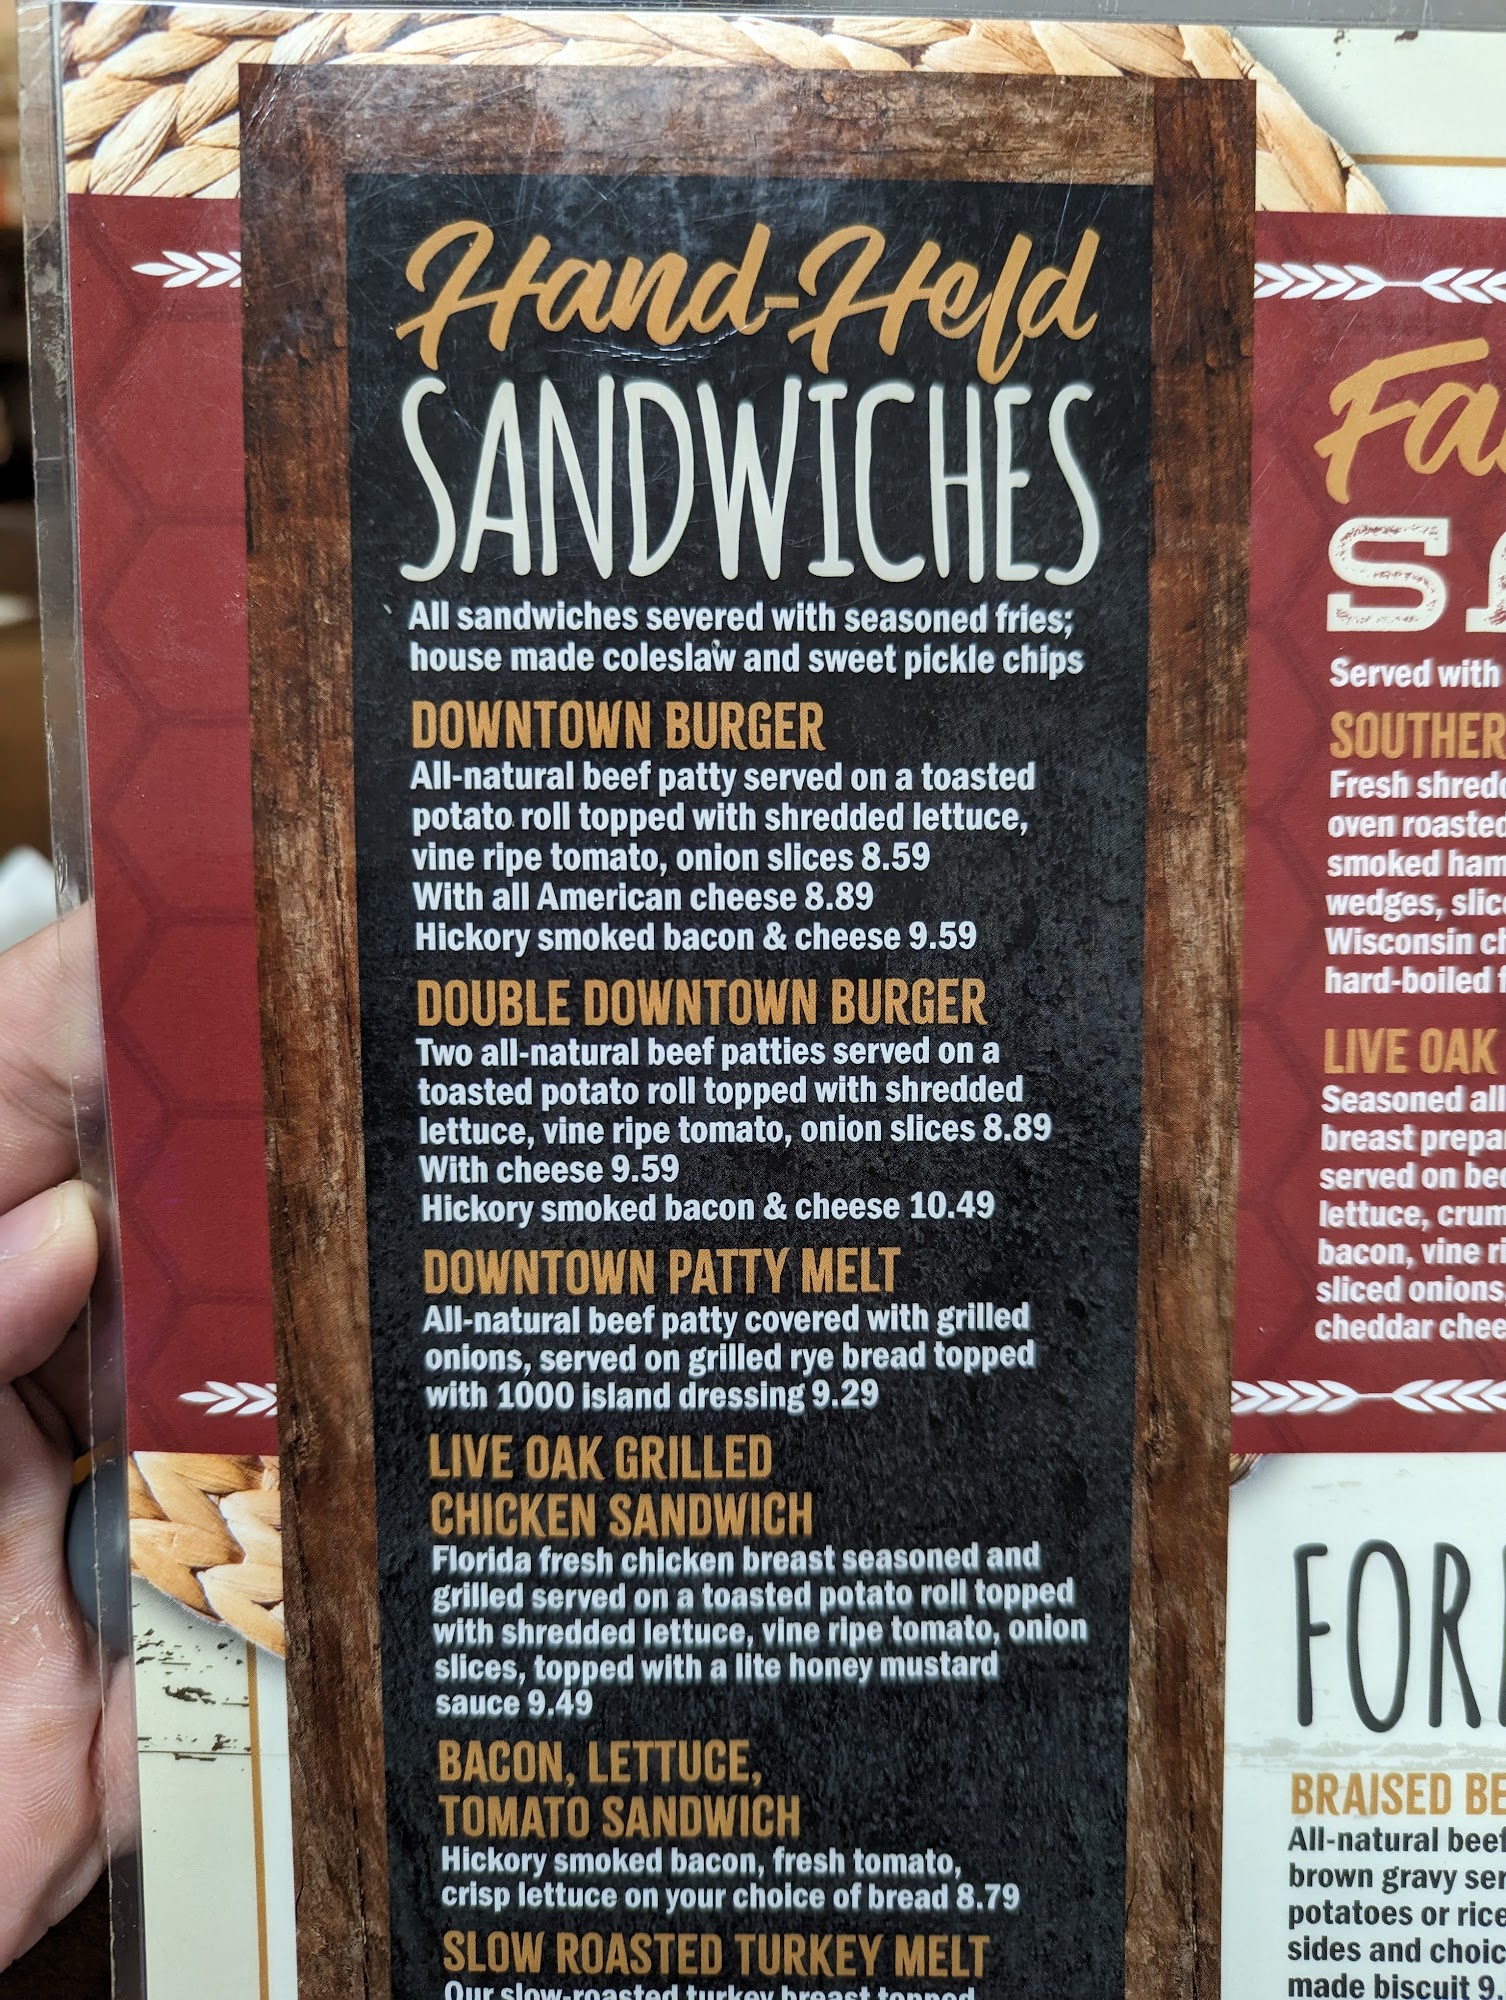 Hand-Held
SANDWICHES
All sandwiches severed with seasoned fries;
house made coleslaw and sweet pickle chips
DOWNTOWN BURGER
All-natural beef patty served on a toasted
potato roll topped with shredded lettuce,
vine ripe tomato, onion slices 8.59
With all American cheese 8.89
Hickory smoked bacon & cheese 9.59
DOUBLE DOWNTOWN BURGER
Two all-natural beef patties served on a
toasted potato roll topped with shredded
lettuce, vine ripe tomato, onion slices 8.89
With cheese 9.59
Hickory smoked bacon & cheese 10.49
DOWNTOWN PATTY MELT
All-natural beef patty covered with grilled
onions, served on grilled rye bread topped
with 1000 island dressing 9.29
LIVE OAK GRILLED
CHICKEN SANDWICH
Florida fresh chicken breast seasoned and
grilled served on a toasted potato roll topped
with shredded lettuce, vine ripe tomato, onion
slices, topped with a lite honey mustard
sauce 9.49
BACON, LETTUCE,
TOMATO SANDWICH
Hickory smoked bacon, fresh tomato,
crisp lettuce on your choice of bread 8.79
SLOW ROASTED TURKEY MELT
Our slow-roasted turkey breast topped
Served with
SOUTHER
Fresh
oven roasted
smoked ham
wedges,
Wisconsin
hard-boiled
LIVE OAK
Seasoned all
breast
served on
lettuce,
bacon, vine
sliced onions,
cheddar
BRAISED
All-natural beef
brown gravy
potatoes or rice
sides and
made biscuit 9.